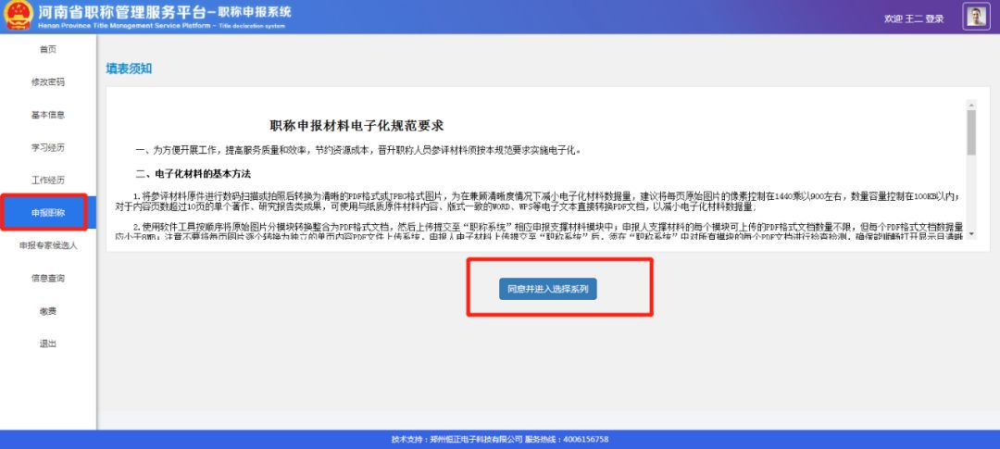 河南省职称管理服务平台-职称申报系统
Henan Province Title Management Service Platform - Title declaration system
欢迎 王二 登录
首页
修改密码
基本信息
学习经历
工作经历
申报职称
申报专家候选人
信息查询
缴费
退出
填表须知
职称申报材料电子化规范要求
一、为方便开展工作，提高服务质量和效率，节约资源成本，晋升职称人员参评材料须按本规范要求实施电子化。
二、电子化材料的基本方法
1.将参评材料原件进行数码扫描或拍照后转换为清晰的PDF格式或JPEG格式图片，为在兼顾清晰度情况下减小电子化材料数据量，建议将每页原始图片的像素控制在1440乘以900左右，数量容量控制在100KB以内；
对于内容页数超过10页的单个著作、研究报告类成果，可使用与纸质原件材料内容、版式一致的WORD、WPS等电子文本直接转换PDF文档，以减小电子化材料数据量；
2.使用软件工具按顺序将原始图片分模块转换整合为PDF格式文档，然后上传提交至“职称系统”相应申报支撑材料模块中；申报人支撑材料的每个模块可上传的PDF格式文档数量不限，但每个PDF格式文档数据量
应小于8MB；注意不要将每页图片逐个转换为独立的单页内容PDF文件上传系统。申报人电子材料上传提交至“职称系统”后，须在“职称系统”中对所有模块的每个PDF文档进行检查检测，确保能顺畅打开显示且清晰
同意并进入选择系列
技术支持：郑州恒正电子科技有限公司 服务热线：4006156758